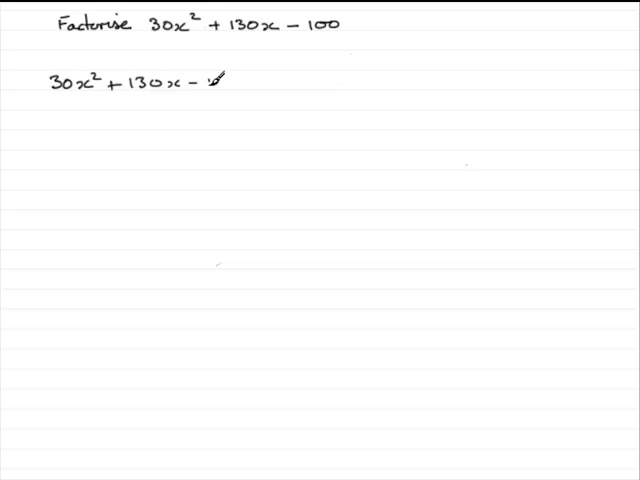 Factorise 30x² + 130x - 100
30x² + 130x -